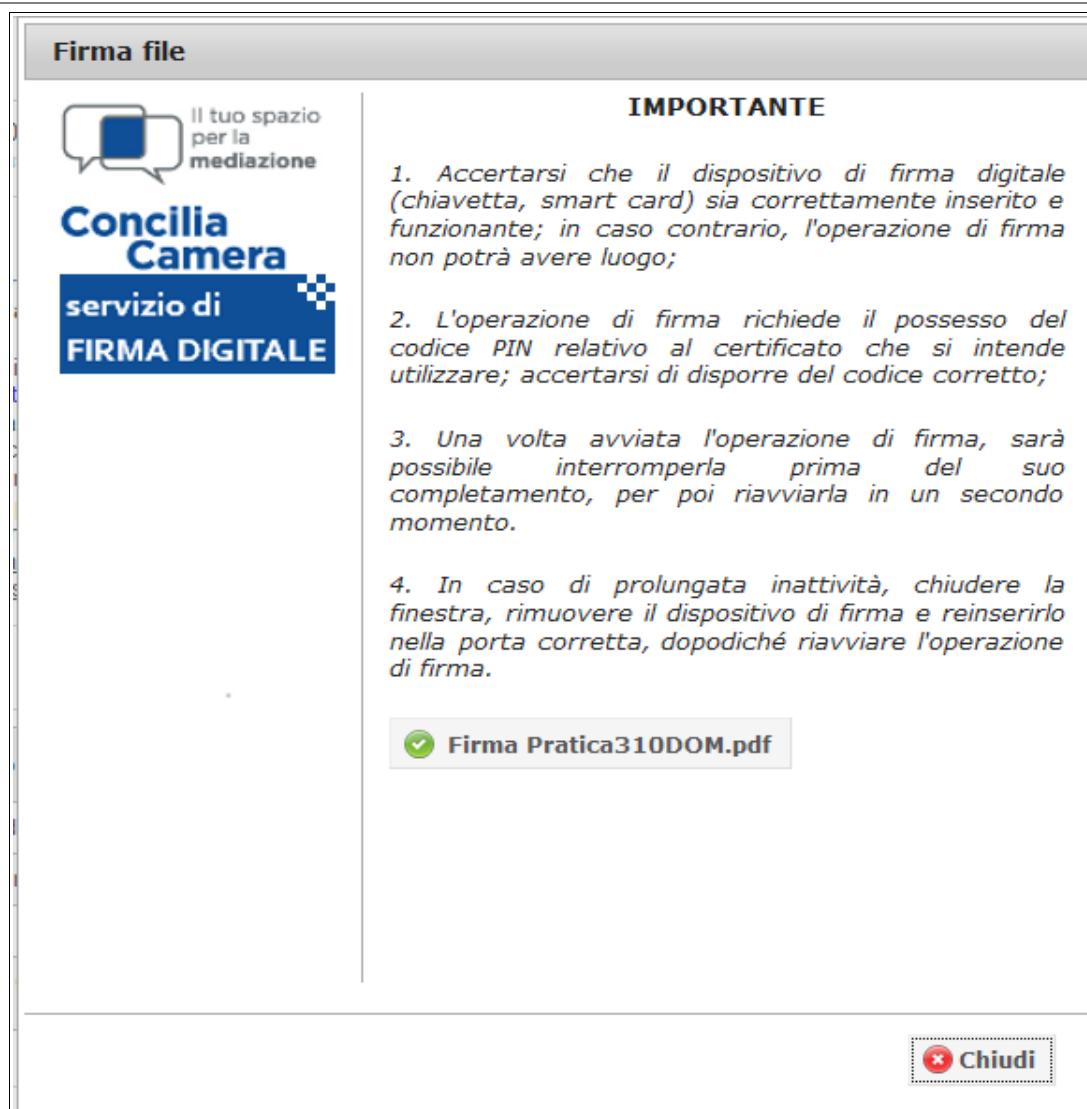 Firma file
Il tuo spazio
per la
mediazione
Concilia
Camera
servizio di
FIRMA DIGITALE
IMPORTANTE
1. Accertarsi che il dispositivo di firma digitale
(chiavetta, smart card) sia correttamente inserito e
funzionante; in caso contrario, l'operazione di firma
non potrà avere luogo;
2. L'operazione di firma richiede il possesso del
codice PIN relativo al certificato che si intende
utilizzare; accertarsi di disporre del codice corretto;
3. Una volta avviata l'operazione di firma, sarà
possibile interromperla prima del suo
completamento, per poi riavviarla in un secondo
momento.
4. In caso di prolungata inattività, chiudere la
finestra, rimuovere il dispositivo di firma e reinserirlo
nella porta corretta, dopodiché riavviare l'operazione
di firma.
Firma Pratica310DOM.pdf
Chiudi